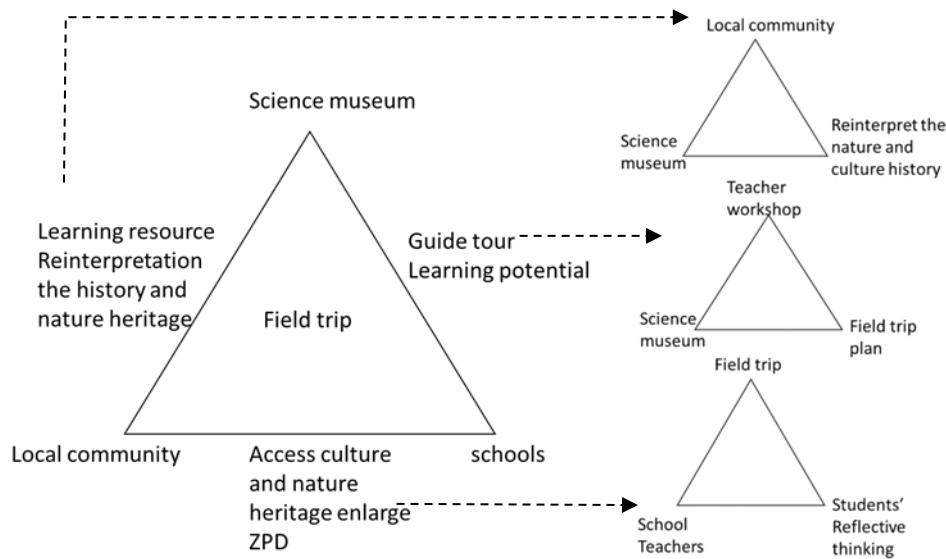 Science museum
Learning resource
Reinterpretation
the history and
nature heritage
Guide tour
Learning potential
Field trip
Local community
Access culture
and nature
heritage enlarge
ZPD
schools
Local community
Science
museum
Reinterpret the
nature and
culture history
Teacher
workshop
Science
museum
Field trip
plan
Field trip
School
Teachers
Students’
Reflective
thinking